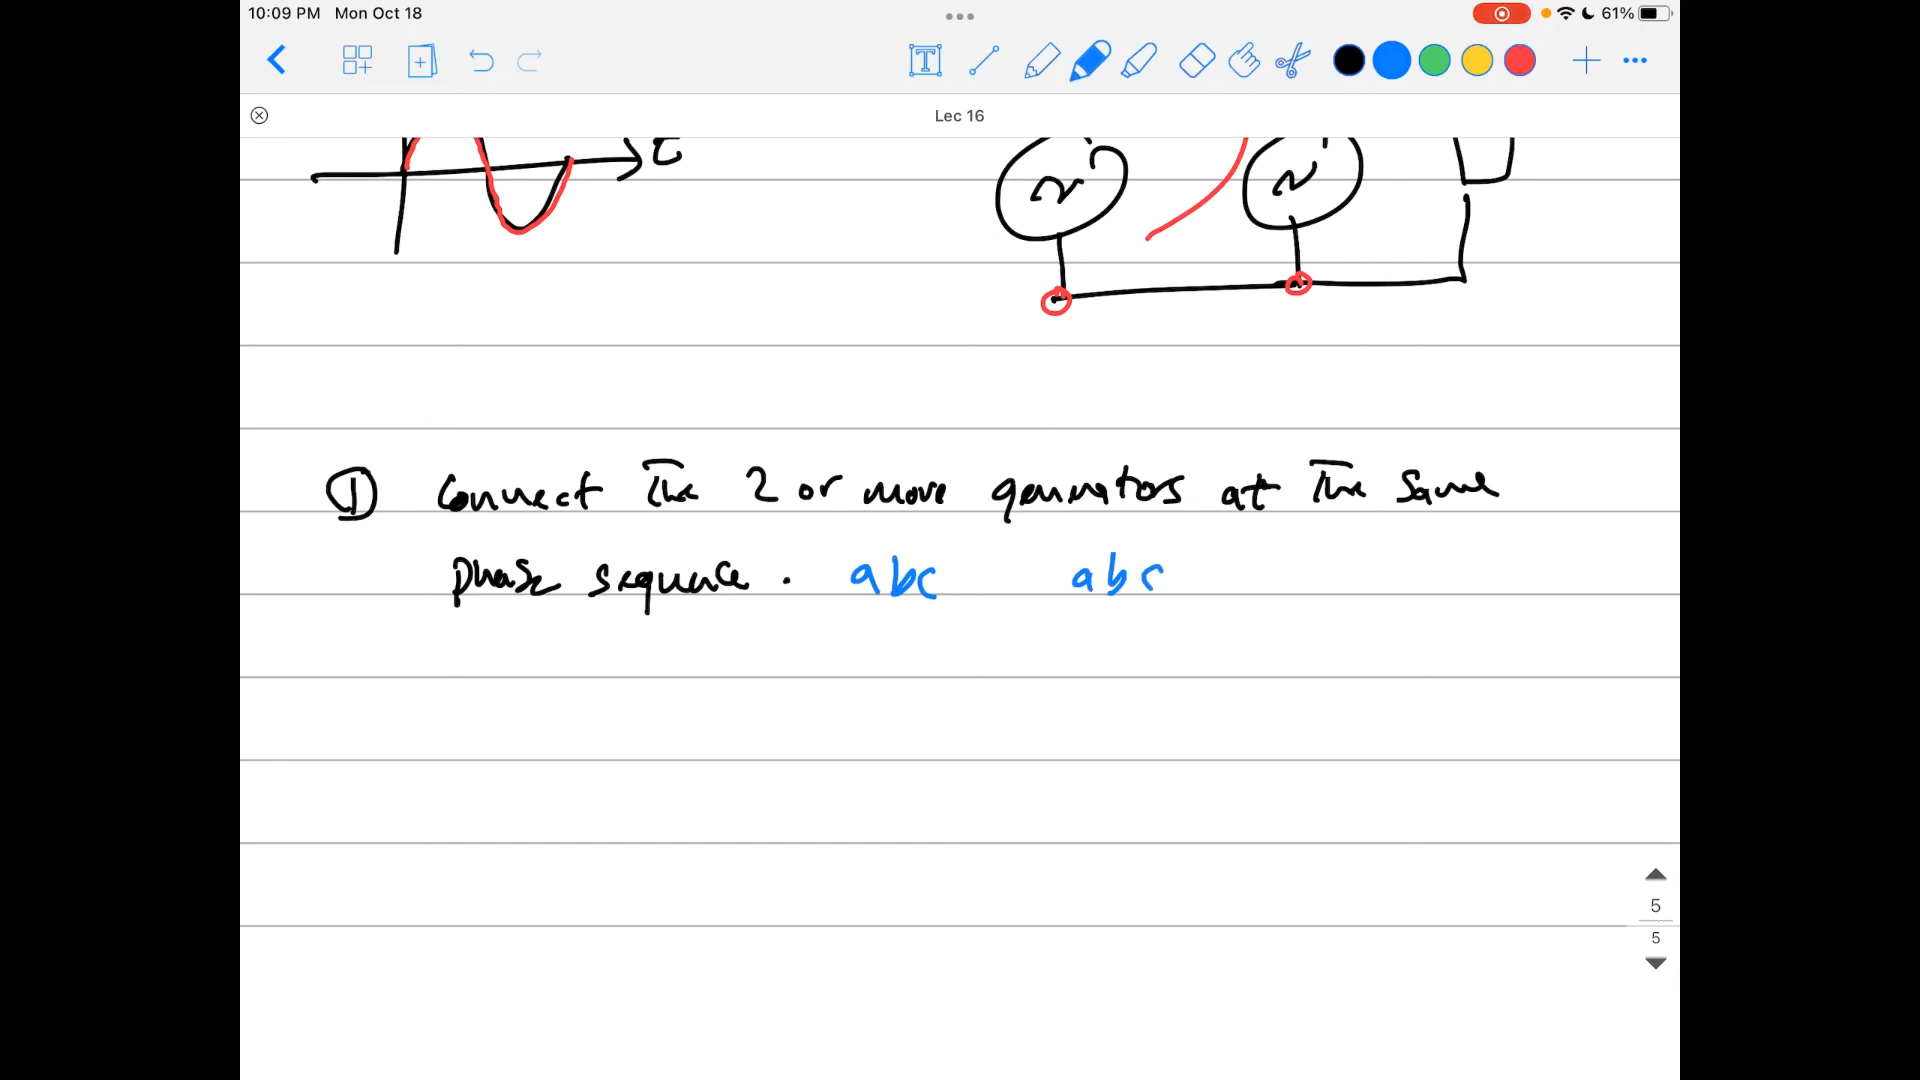 10:09 PM Mon Oct 18
61%
T
Lec 16
t
① Connect The 2 or more generators at The Same
phase sequence. abc abc
5
5